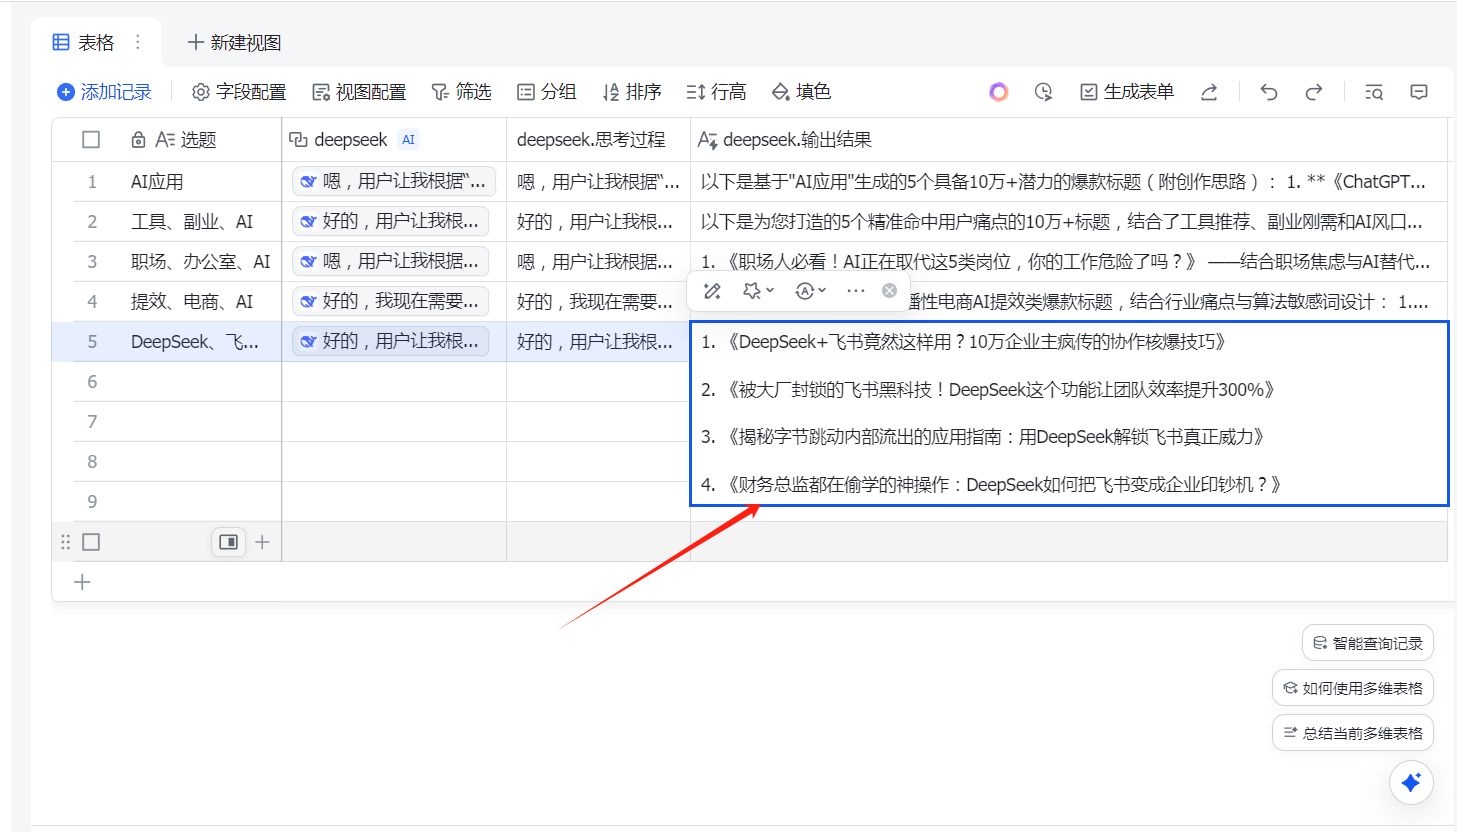 表格 新建视图
添加记录 字段配置 视图配置 筛选 分组 排序 行高 填色 生成表单
选题 deepseek AI deepseek.思考过程 deepseek.输出结果
1 AI应用 嗯，用户让我根据“... 嗯，用户让我根据“... 以下是基于"AI应用"生成的5个具备10万+潜力的爆款标题（附创作思路）： 1. **《ChatGPT...
2 工具、副业、AI 好的，用户让我根... 好的，用户让我根... 以下是为您打造的5个精准命中用户痛点的10万+标题，结合了工具推荐、副业刚需和AI风口...
3 职场、办公室、AI 嗯，用户让我根据... 嗯，用户让我根据... 1. 《职场人必看！AI正在取代这5类岗位，你的工作危险了吗？》 ——结合职场焦虑与AI替代...
4 提效、电商、AI 好的，我现在需要... 好的，我现在需要... 播性电商AI提效类爆款标题，结合行业痛点与算法敏感词设计： 1....
5 DeepSeek、飞... 好的，用户让我根... 好的，用户让我根... 1. 《DeepSeek+飞书竟然这样用？10万企业主疯传的协作核爆技巧》
6
2. 《被大厂封锁的飞书黑科技！DeepSeek这个功能让团队效率提升300%》
7
3. 《揭秘字节跳动内部流出的应用指南：用DeepSeek解锁飞书真正威力》
8
4. 《财务总监都在偷学的神操作：DeepSeek如何把飞书变成企业印钞机？》
9
智能查询记录
如何使用多维表格
总结当前多维表格